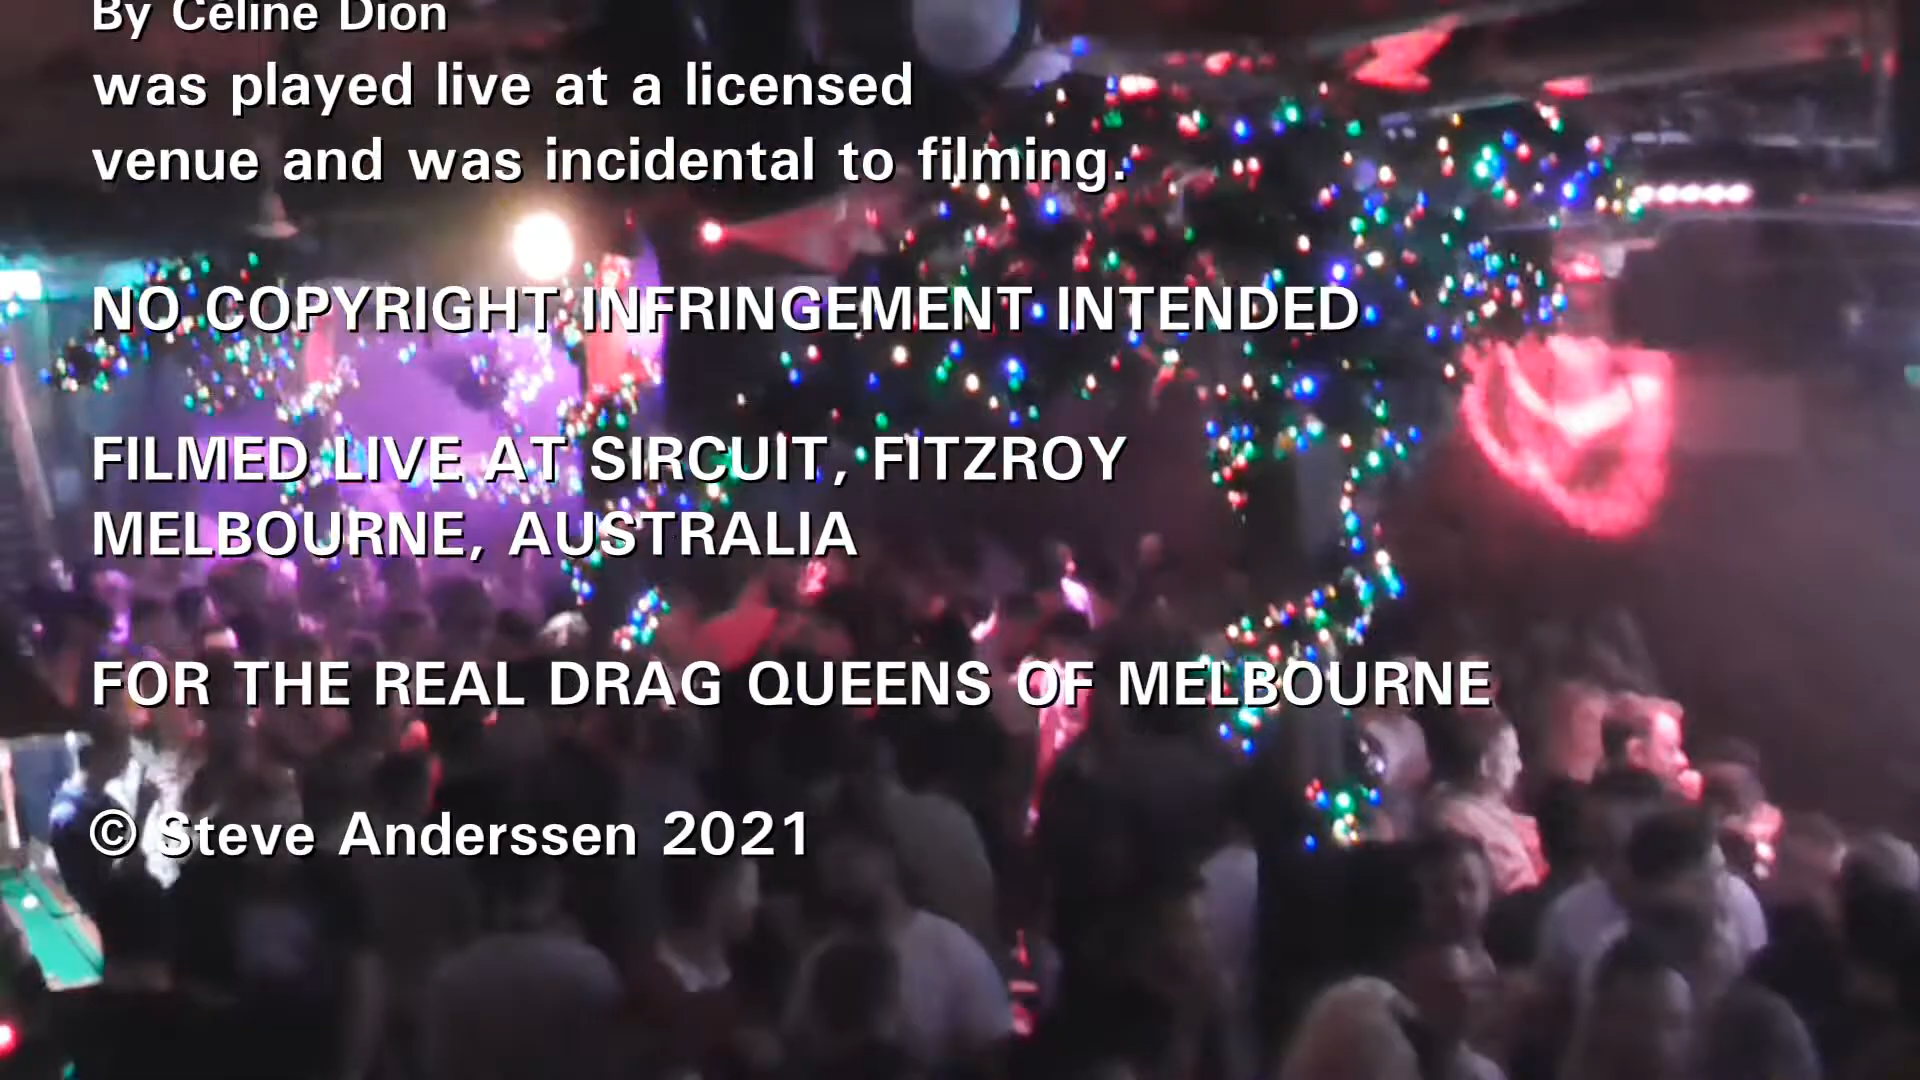 By Céline Dion
was played live at a licensed
venue and was incidental to filming.
NO COPYRIGHT INFRINGEMENT INTENDED
FILMED LIVE AT SIRCUIT, FITZROY
MELBOURNE, AUSTRALIA
FOR THE REAL DRAG QUEENS OF MELBOURNE
© Steve Anderssen 2021